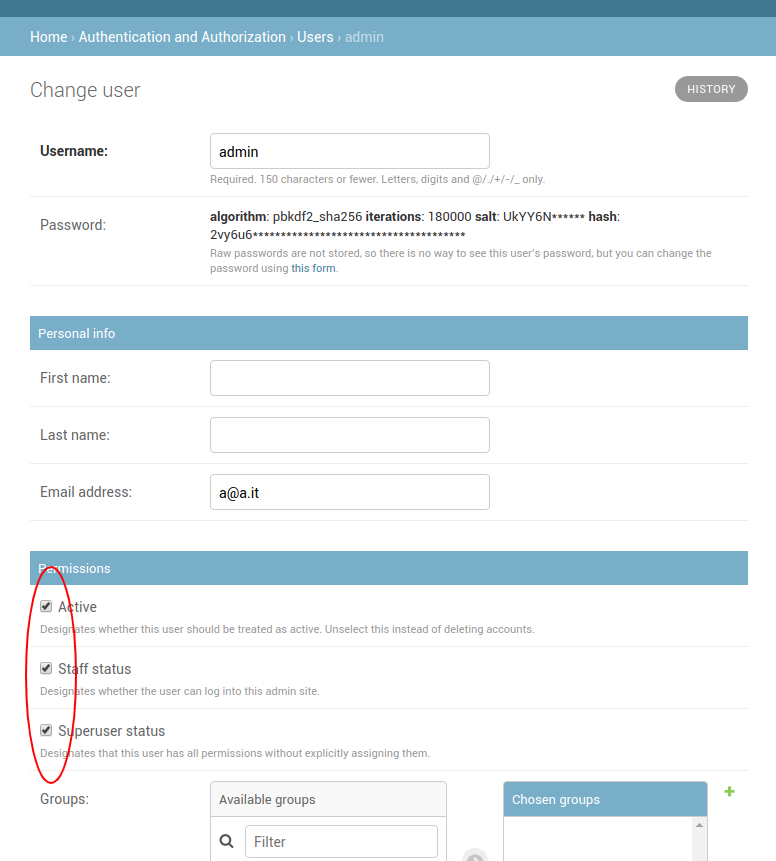 Home › Authentication and Authorization › Users › admin
Change user
HISTORY
Username:
admin
Required. 150 characters or fewer. Letters, digits and @/./+/-/_ only.
Password:
algorithm: pbkdf2_sha256 iterations: 180000 salt: UkYY6N****** hash:
2vy6u6**************************************
Raw passwords are not stored, so there is no way to see this user's password, but you can change the
password using this form.
Personal info
First name:
Last name:
Email address:
a@a.it
Permissions
Active
Designates whether this user should be treated as active. Unselect this instead of deleting accounts.
Staff status
Designates whether the user can log into this admin site.
Superuser status
Designates that this user has all permissions without explicitly assigning them.
Groups:
Available groups
Chosen groups
Filter